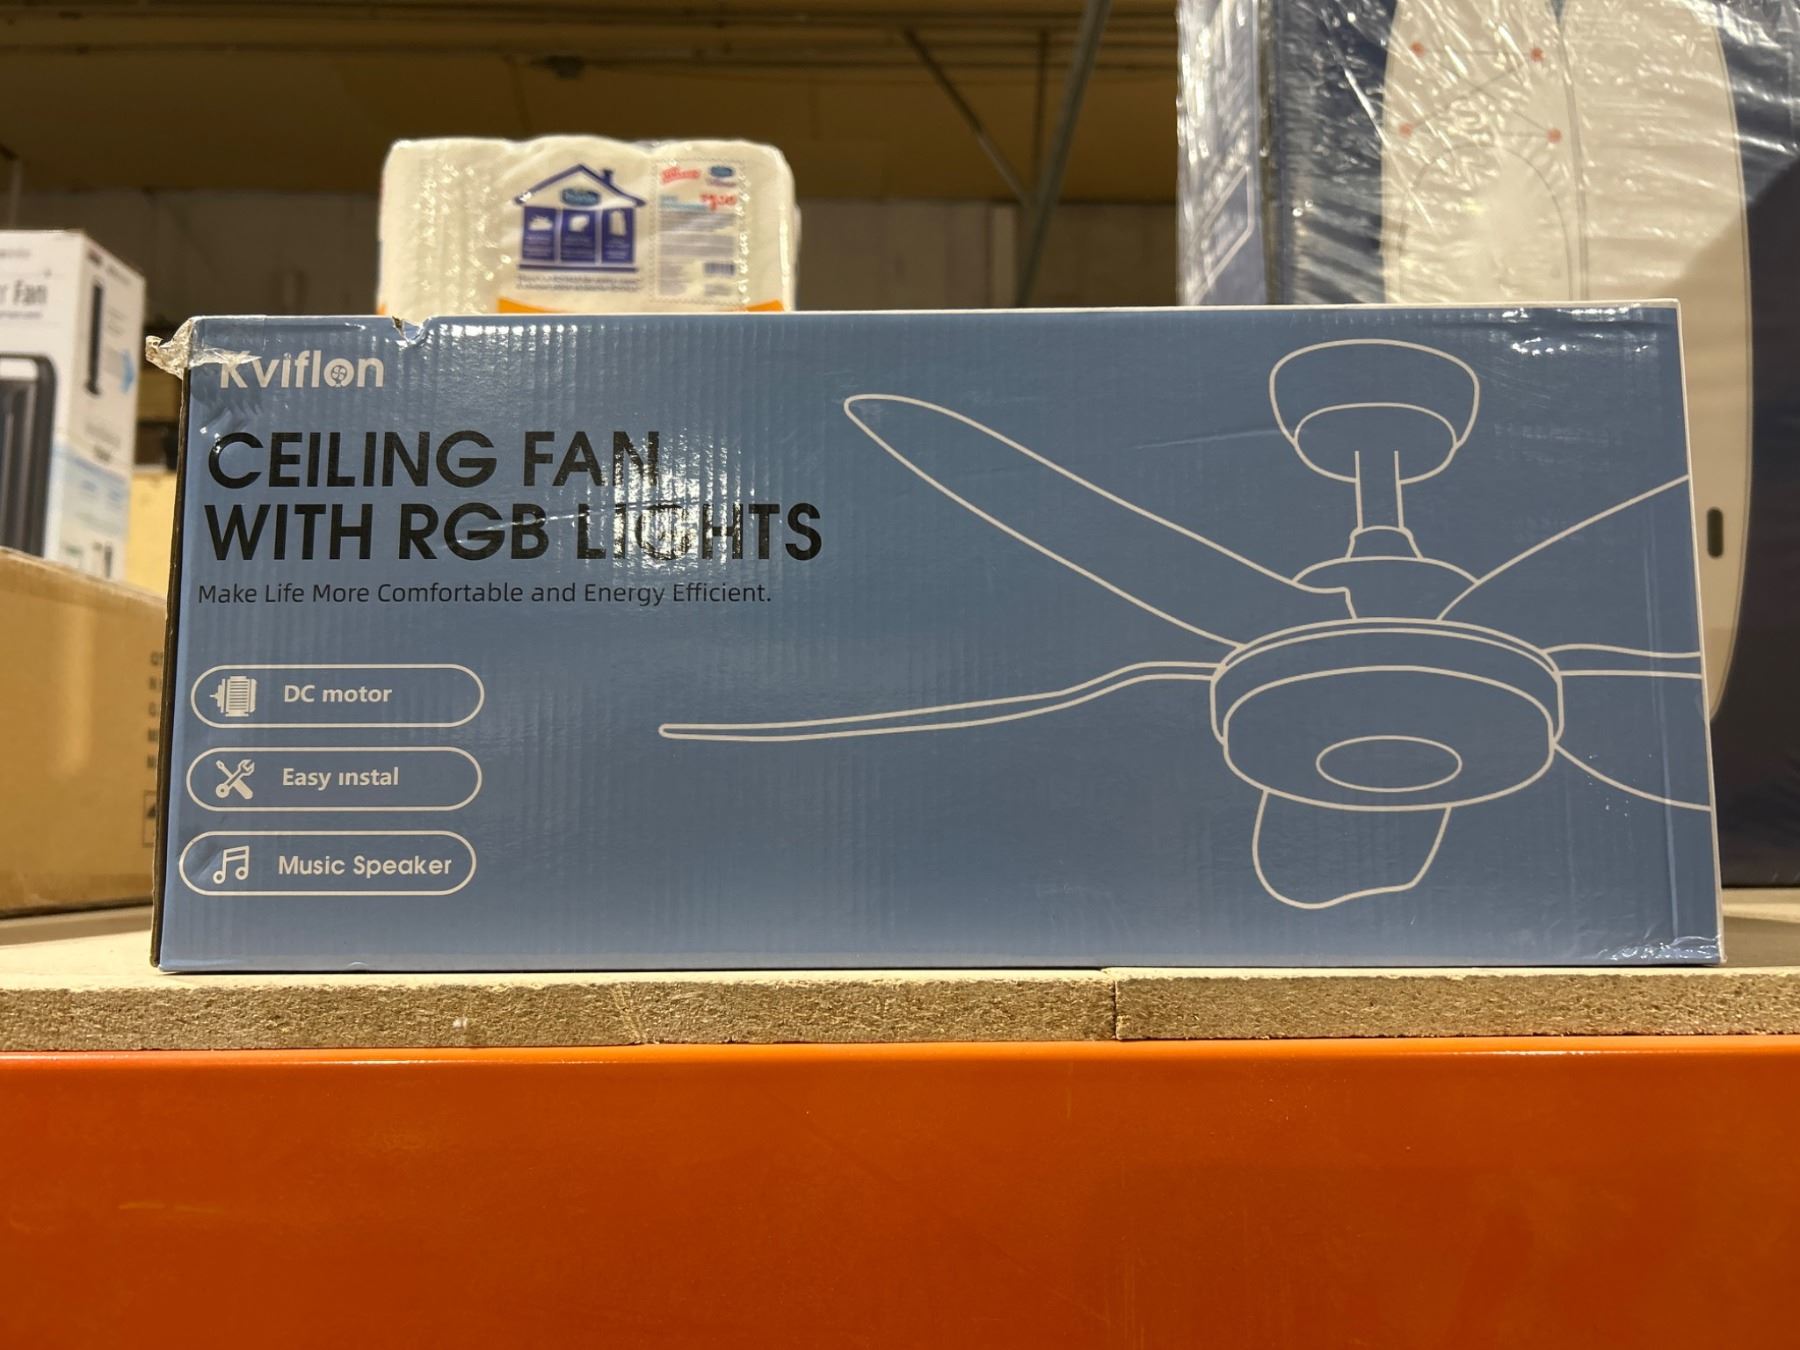 r Fan
Kviflon
CEILING FAN
WITH RGB LIGHTS
Make Life More Comfortable and Energy Efficient.
DC motor
Easy ınstal
Music Speaker